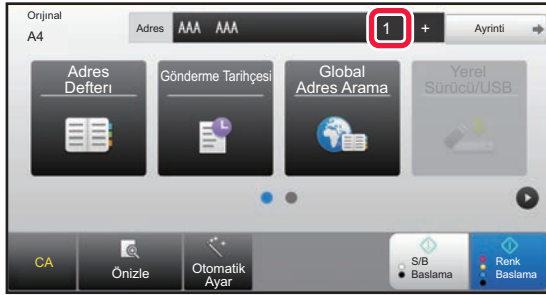 Orijinal
A4
Adres
AAA AAA
1
+
Ayrinti
Adres
Defterı
Gönderme Tarihçesi
Global
Adres Arama
Yerel
Sürücü/USB
CA
Önizle
Otomatik
Ayar
S/B
Baslama
Renk
Baslama